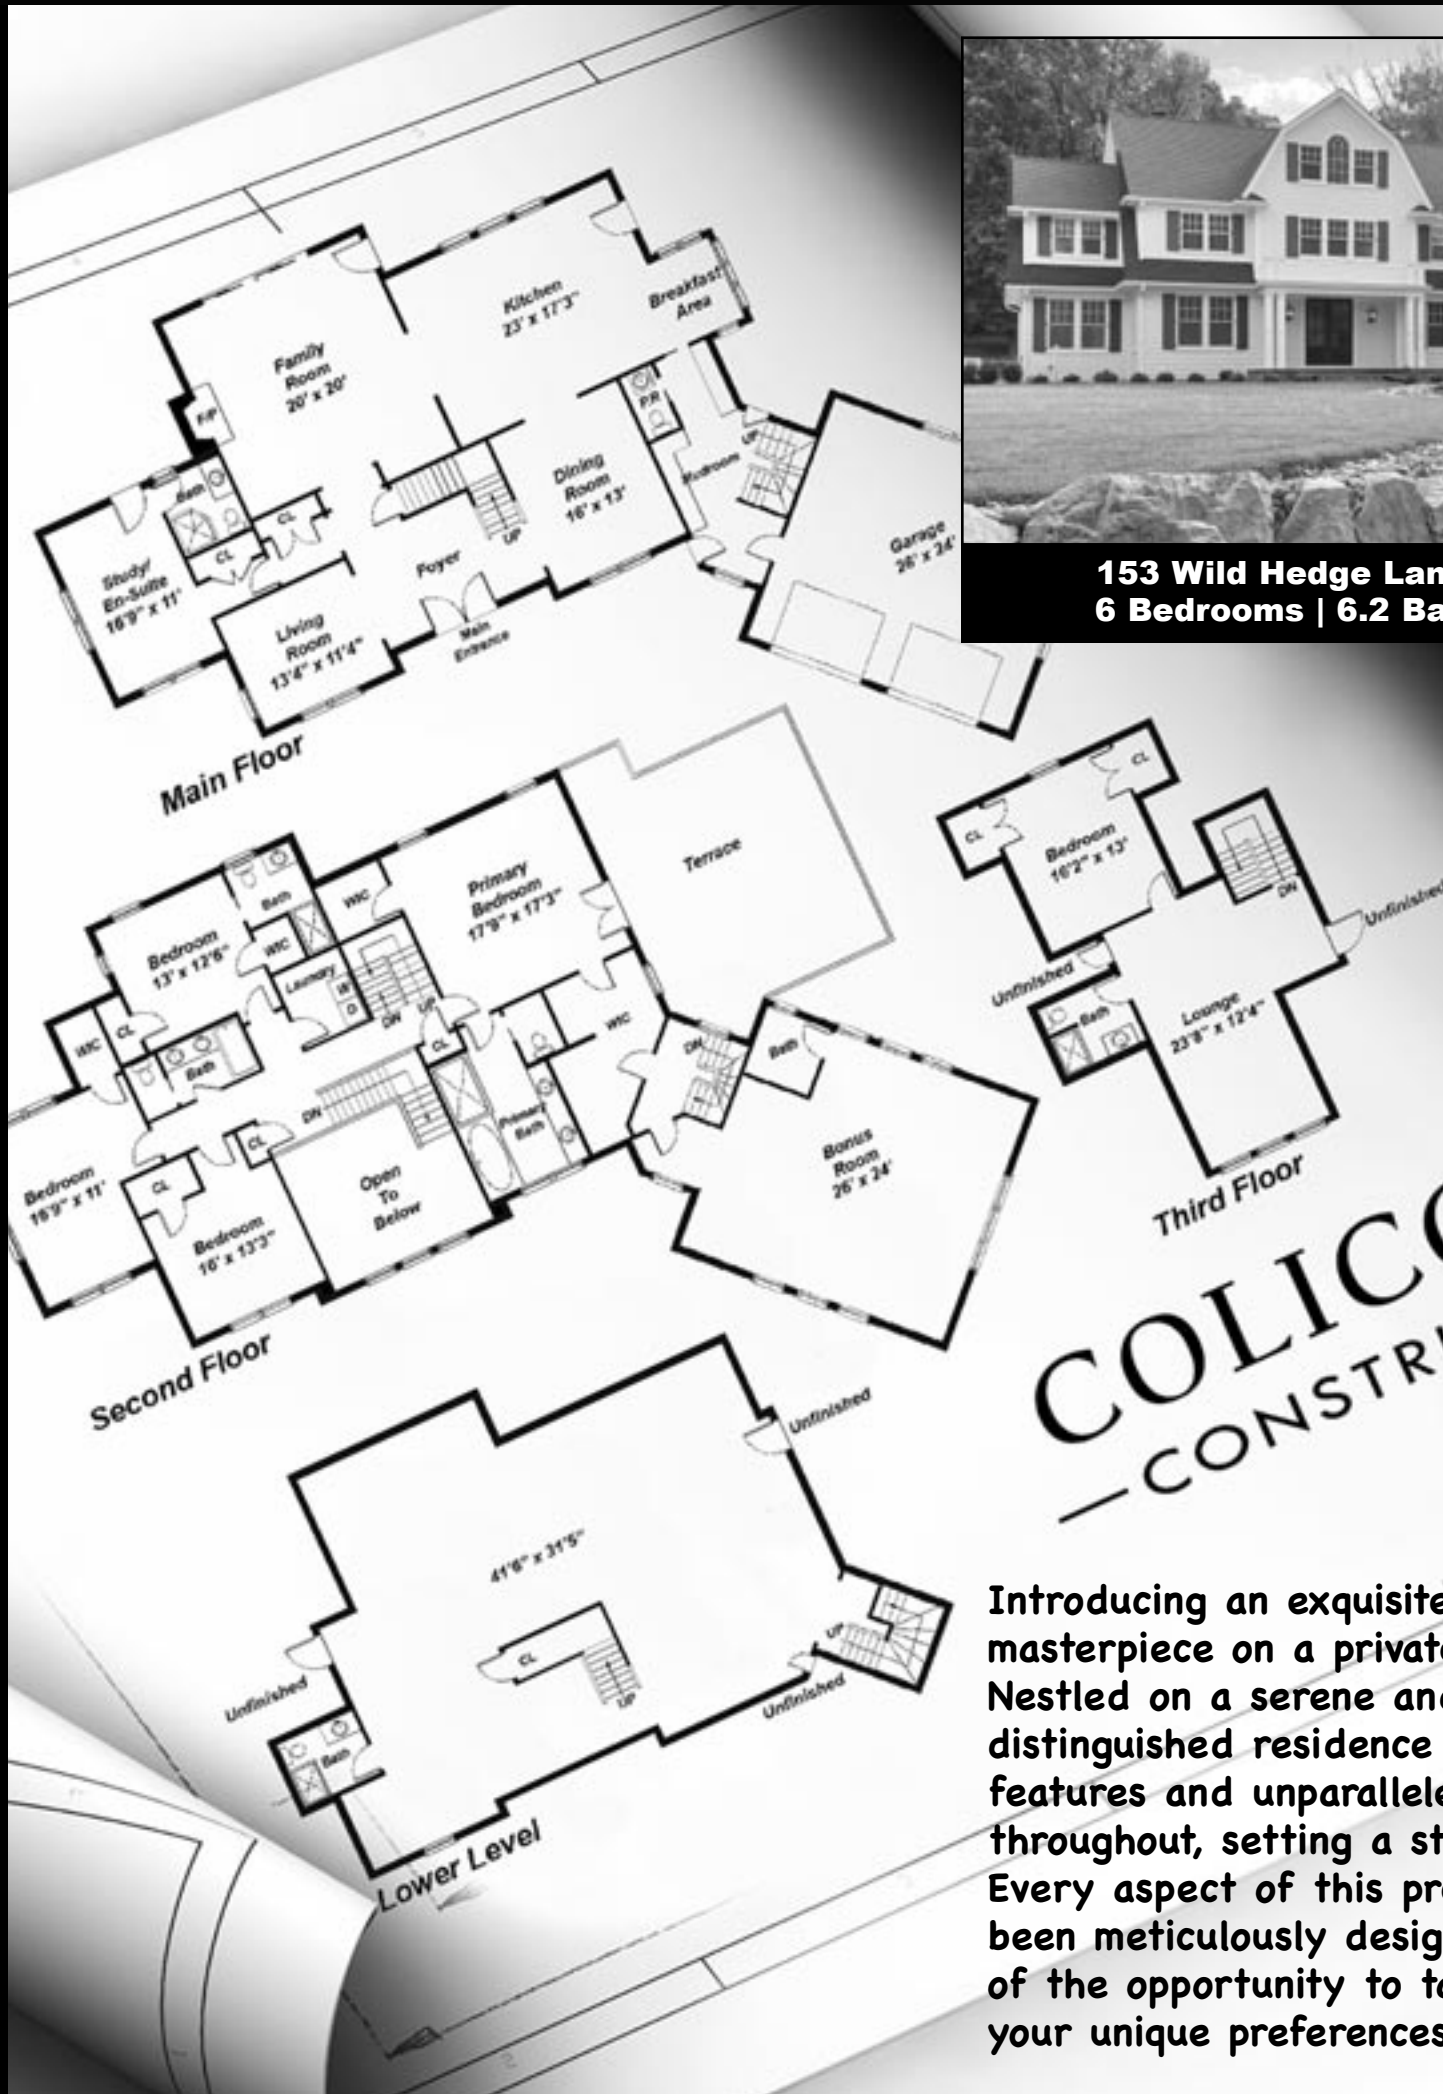 153 Wild Hedge Lan
6 Bedrooms | 6.2 Ba
Kitchen
23' x 17'3"
Breakfast
Area
Family
Room
20' x 20'
F/P
P/R
UP
Mudroom
Dining
Room
16' x 13'
UP
Bath
CL
CL
Study/
En-Suite
16'9" x 11'
Foyer
Living
Room
13'4" x 11'4"
Main
Entrance
Garage
26' x 24'
Main Floor
Terrace
Primary
Bedroom
17'9" x 17'3"
WIC
Bath
Bedroom
13' x 12'6"
WIC
Laundry
W
D
UP
DN
CL
WIC
CL
WIC
Bath
DN
CL
Primary
Bath
DN
Bath
Bedroom
16'9" x 11'
CL
Bedroom
16' x 13'3"
Open
To
Below
Bonus
Room
26' x 24'
Second Floor
CL
CL
Bedroom
16'2" x 13'
DN
Unfinished
Unfinished
Bath
Lounge
23'8" x 12'4"
Third Floor
COLICC
CONSTR
Unfinished
41'6" x 31'5"
CL
UP
UP
Unfinished
Unfinished
Bath
Lower Level
Introducing an exquisite
masterpiece on a private
Nestled on a serene and
distinguished residence
features and unparallele
throughout, setting a st
Every aspect of this pr
been meticulously desig
of the opportunity to t
your unique preferences